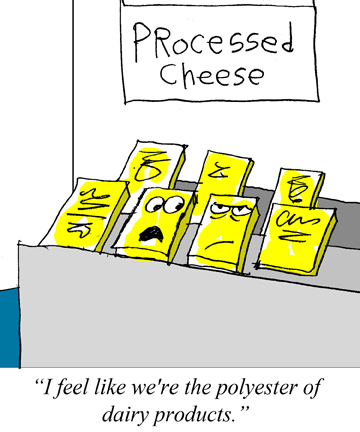 PRocessed
Cheese
“I feel like we're the polyester of
dairy products.”